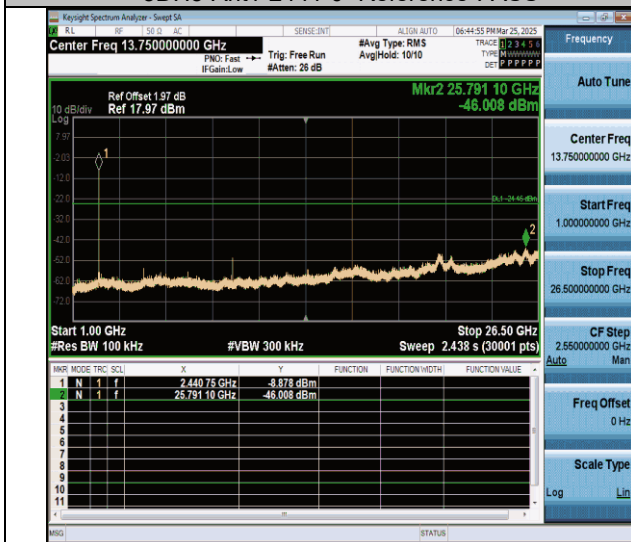 Keysight Spectrum Analyzer - Swept SA
RL RF 50 Ω AC SENSE:INT ALIGN AUTO 06:44:55 PM Mar 25, 2025
Center Freq 13.750000000 GHz
PNO: Fast
IFGain:Low
Trig: Free Run
#Atten: 26 dB
#Avg Type: RMS
Avg|Hold: 10/10
TRACE 1 2 3 4 5 6
TYPE M W W W W W
DET P P P P P P
Frequency
Auto Tune
Center Freq
13.750000000 GHz
Start Freq
1.000000000 GHz
Stop Freq
26.500000000 GHz
CF Step
2.550000000 GHz
Auto Man
Freq Offset
0 Hz
Scale Type
Log Lin
Ref Offset 1.97 dB
10 dB/div Ref 17.97 dBm
Log
Mkr2 25.791 10 GHz
-46.008 dBm
7.97
-2.03
-12.0
-22.0
-32.0
-42.0
-52.0
-62.0
-72.0
1
DL1 -24.46 dBm
2
Start 1.00 GHz Stop 26.50 GHz
#Res BW 100 kHz #VBW 300 kHz Sweep 2.438 s (30001 pts)
MKR MODE TRC SCL X Y FUNCTION FUNCTION WIDTH FUNCTION VALUE
1 N 1 f 2.440 75 GHz -8.878 dBm
2 N 1 f 25.791 10 GHz -46.008 dBm
3
4
5
6
7
8
9
10
11
MSG STATUS